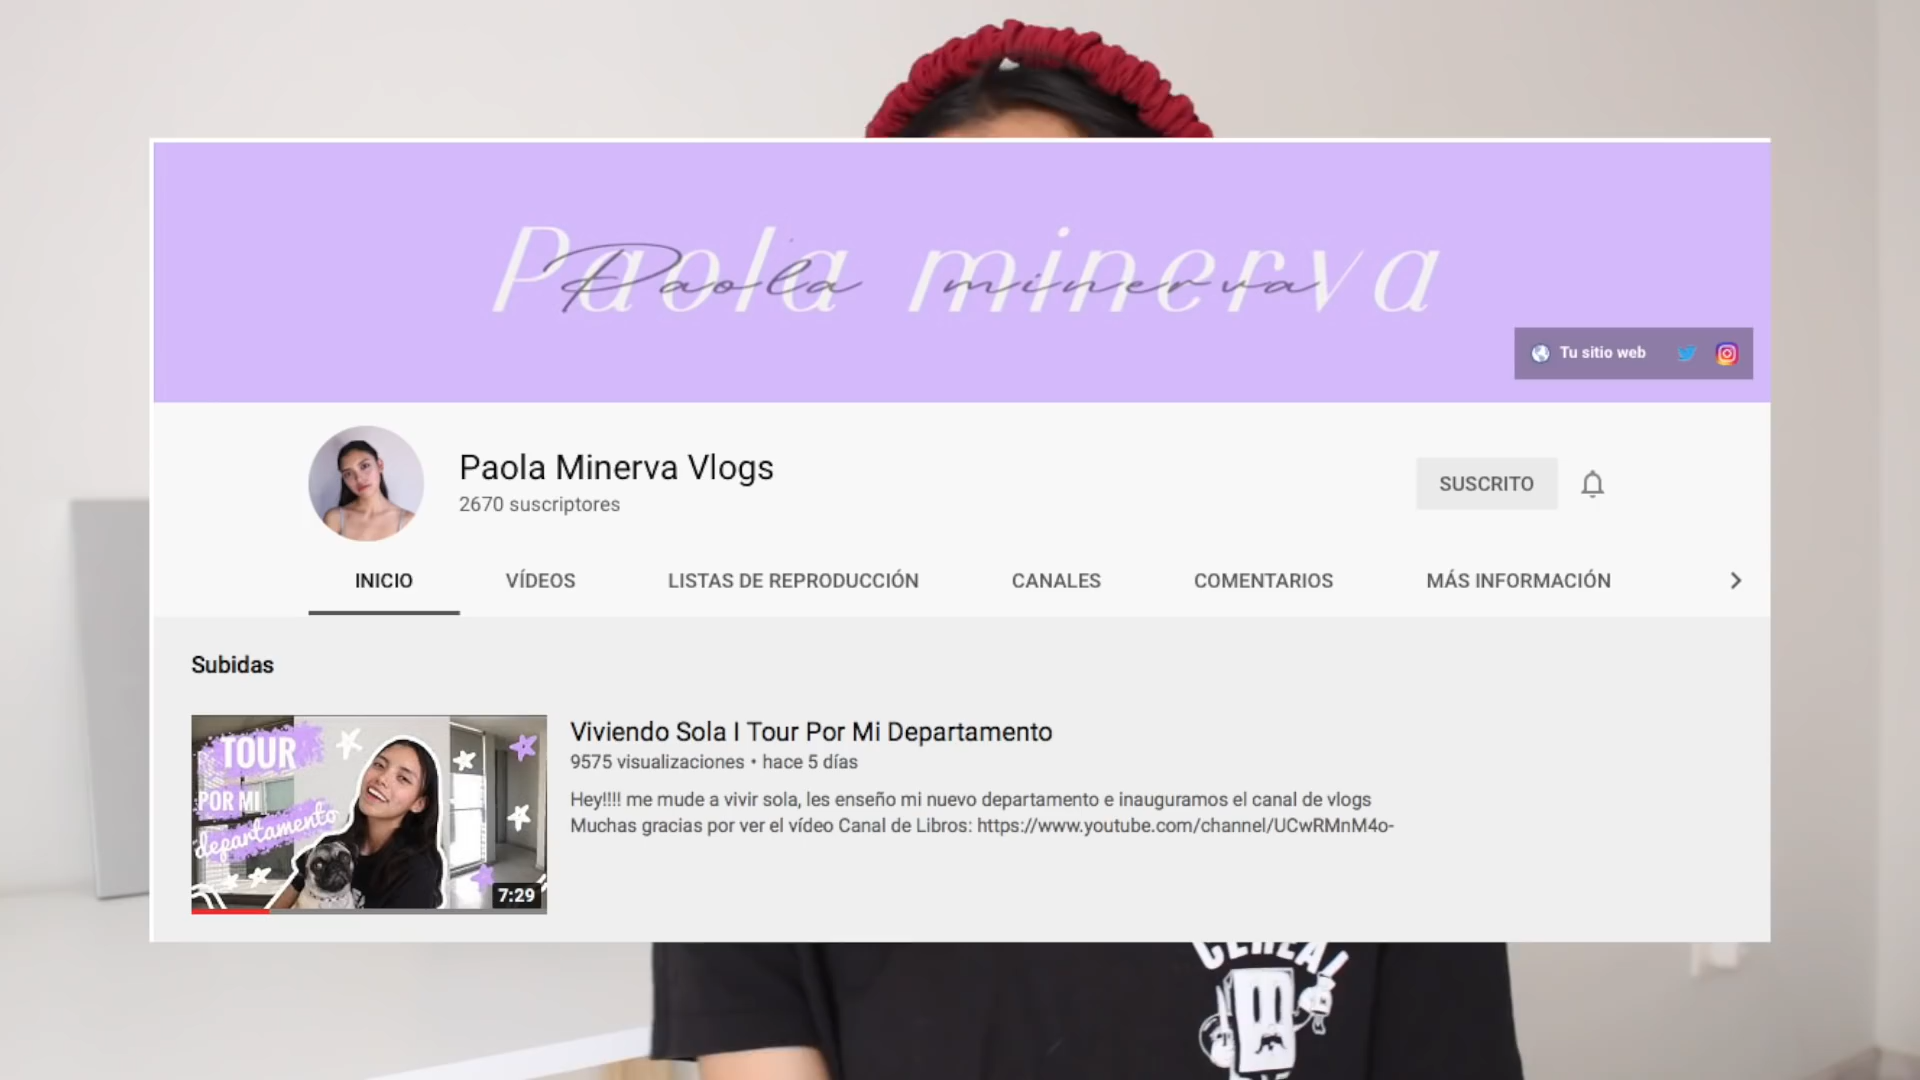 Paola minerva
Paola minerva
Tu sitio web
Paola Minerva Vlogs
2670 suscriptores
SUSCRITO
INICIO
VÍDEOS
LISTAS DE REPRODUCCIÓN
CANALES
COMENTARIOS
MÁS INFORMACIÓN
Subidas
TOUR
POR MI
departamento
7:29
Viviendo Sola I Tour Por Mi Departamento
9575 visualizaciones • hace 5 días
Hey!!!! me mude a vivir sola, les enseño mi nuevo departamento e inauguramos el canal de vlogs
Muchas gracias por ver el vídeo Canal de Libros: https://www.youtube.com/channel/UCwRMnM4o-
CEREAL